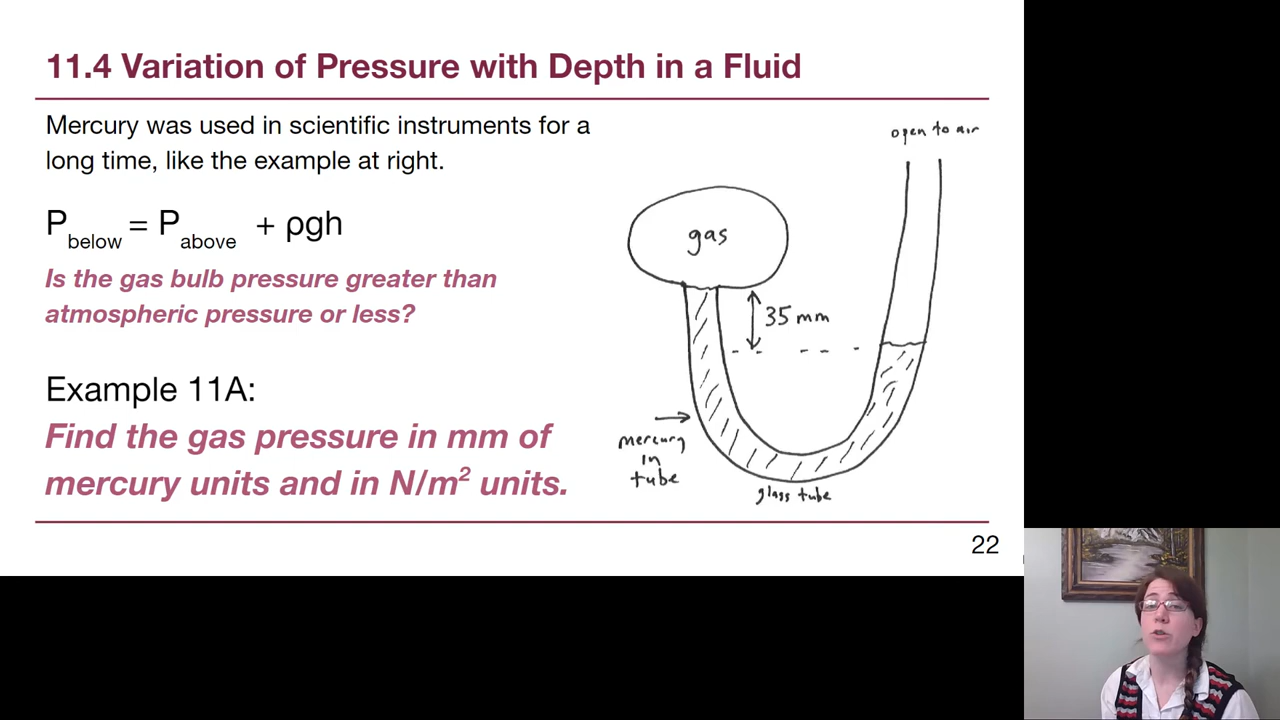 11.4 Variation of Pressure with Depth in a Fluid
Mercury was used in scientific instruments for a
long time, like the example at right.
P below = P above + ρgh
Is the gas bulb pressure greater than
atmospheric pressure or less?
Example 11A:
Find the gas pressure in mm of
mercury units and in N/m² units.
open to air
gas
35 mm
mercury
in
tube
glass tube
22